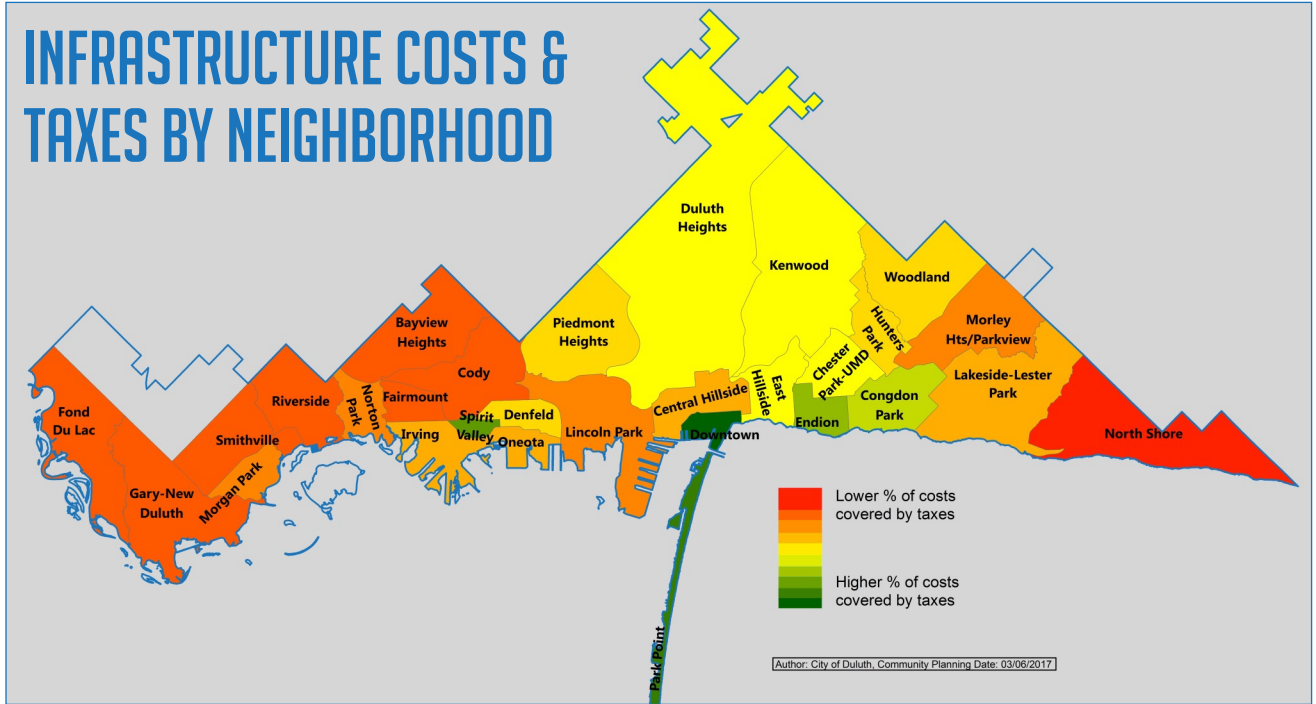 INFRASTRUCTURE COSTS &
TAXES BY NEIGHBORHOOD
Duluth
Heights
Kenwood
Woodland
Hunters
Park
Morley
Hts/Parkview
Bayview
Heights
Piedmont
Heights
Chester
Park-UMD
Lakeside-Lester
Park
Cody
East
Hillside
Congdon
Park
Central Hillside
Riverside
Norton
Park
Fairmount
Fond
Du Lac
Spirit
Valley
Denfeld
Endion
Irving
Oneota
Lincoln Park
Downtown
North Shore
Smithville
Morgan Park
Gary-New
Duluth
Lower % of costs
covered by taxes
Higher % of costs
covered by taxes
Park Point
Author: City of Duluth, Community Planning Date: 03/06/2017